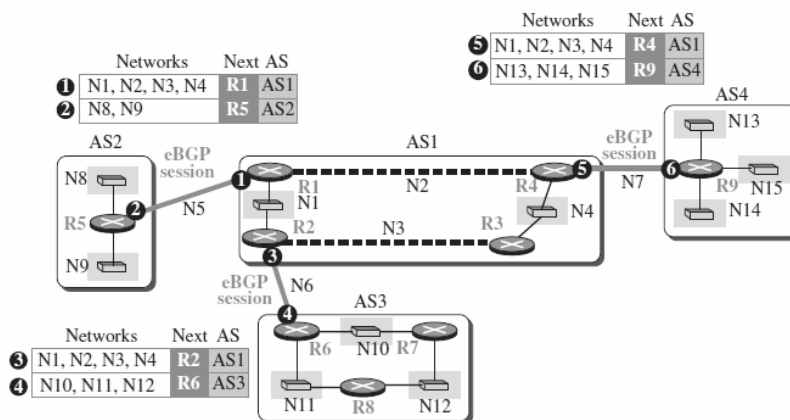 Networks Next AS
5 N1, N2, N3, N4 R4 AS1
6 N13, N14, N15 R9 AS4
Networks Next AS
1 N1, N2, N3, N4 R1 AS1
2 N8, N9 R5 AS2
AS2
AS1
AS4
eBGP
session
eBGP
session
N13
N8
1
R1
N2
R4
5
6
N15
R9
N7
R5
2
N5
N1
R2
R3
N4
N14
N9
N3
3
eBGP
session
N6
AS3
4
R6
N10
R7
N11
R8
N12
Networks Next AS
3 N1, N2, N3, N4 R2 AS1
4 N10, N11, N12 R6 AS3